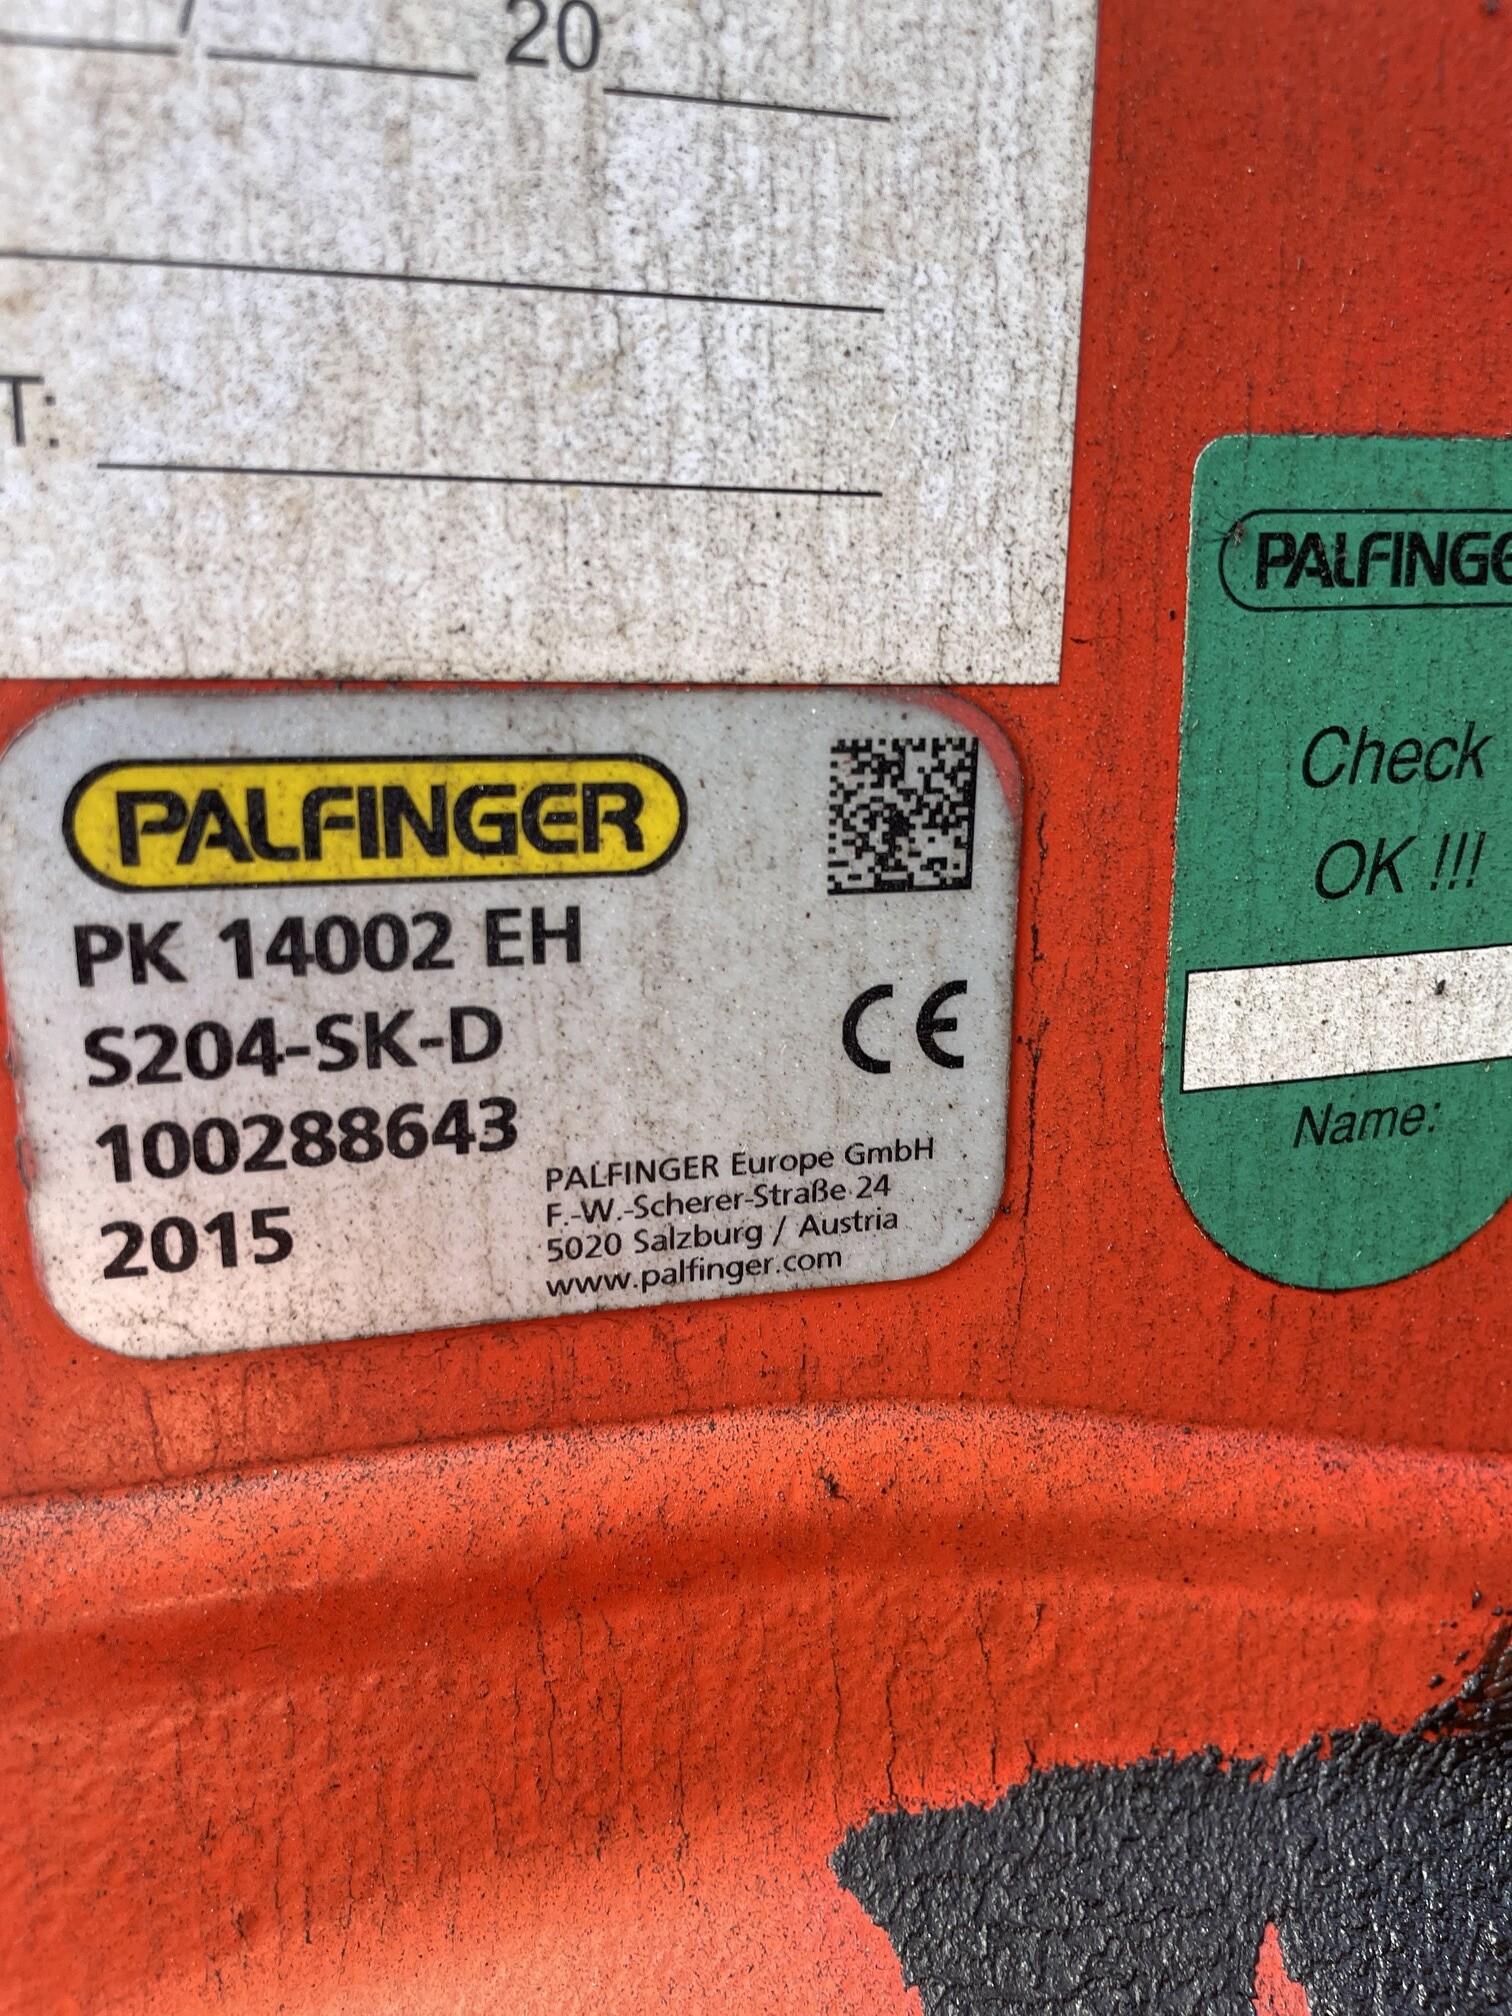 / 20
T:
PALFINGER
PK 14002 EH
S204-SK-D
100288643
2015
CE
PALFINGER Europe GmbH
F.-W.-Scherer-Straße 24
5020 Salzburg / Austria
www.palfinger.com
PALFINGE
Check
OK !!!
Name: